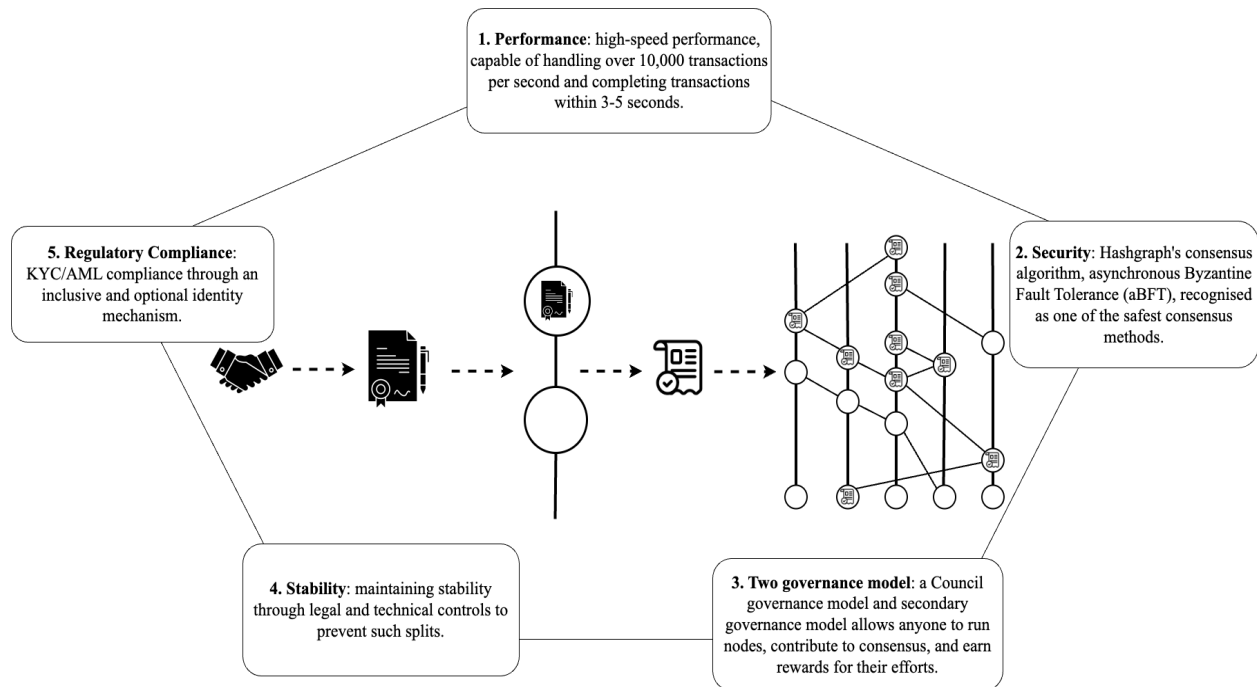 1. Performance: high-speed performance,
capable of handling over 10,000 transactions
per second and completing transactions
within 3-5 seconds.
5. Regulatory Compliance:
KYC/AML compliance through an
inclusive and optional identity
mechanism.
2. Security: Hashgraph's consensus
algorithm, asynchronous Byzantine
Fault Tolerance (aBFT), recognised
as one of the safest consensus
methods.
4. Stability: maintaining stability
through legal and technical controls to
prevent such splits.
3. Two governance model: a Council
governance model and secondary
governance model allows anyone to run
nodes, contribute to consensus, and earn
rewards for their efforts.